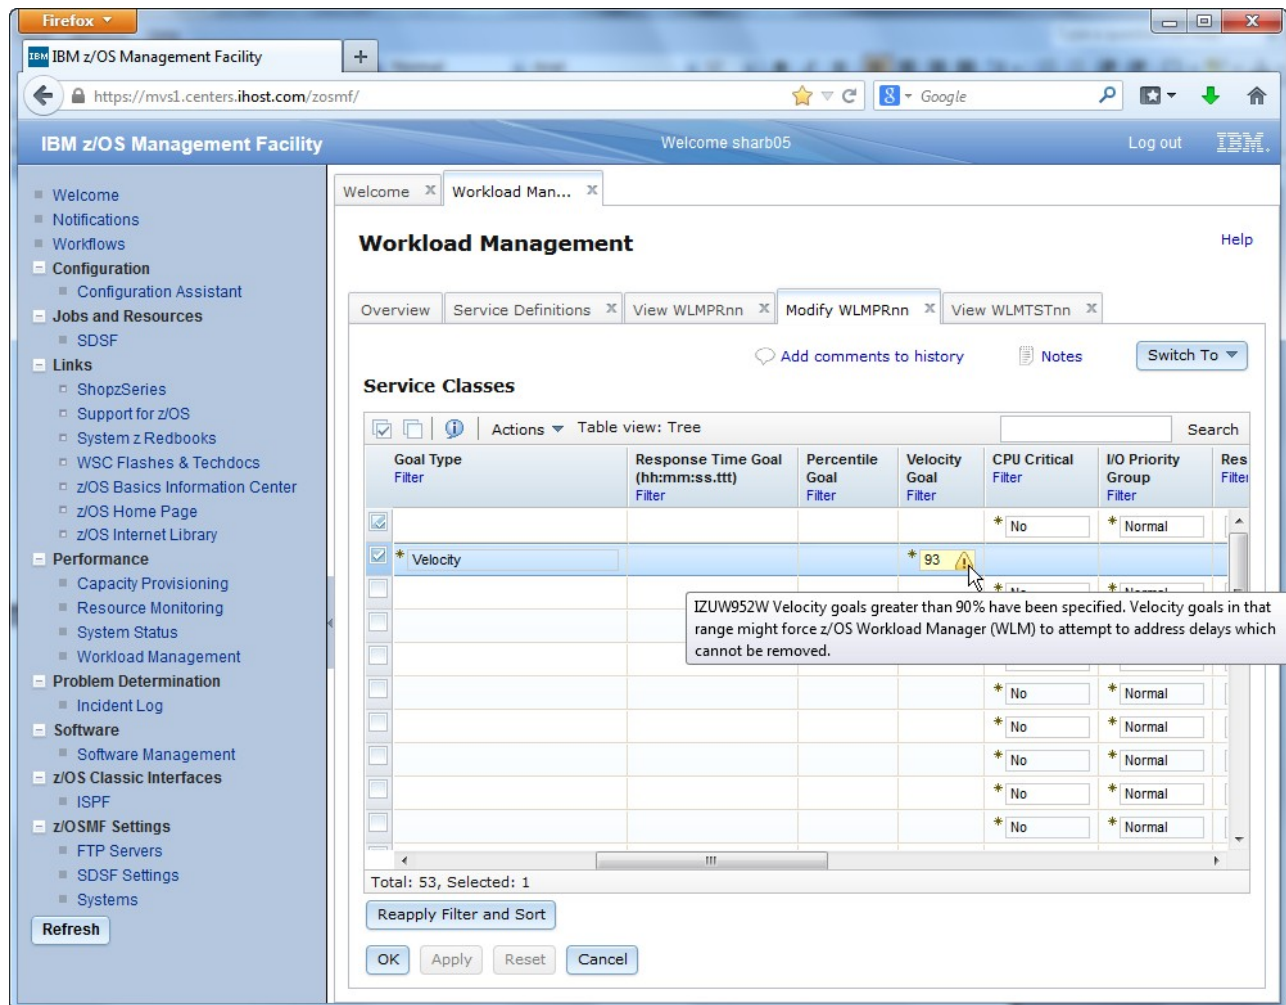 Firefox
IBM IBM z/OS Management Facility
https://mvs1.centers.ihost.com/zosmf/
Google
IBM z/OS Management Facility
Welcome sharb05
Log out
IBM.
Welcome
Notifications
Workflows
Configuration
Configuration Assistant
Jobs and Resources
SDSF
Links
ShopzSeries
Support for z/OS
System z Redbooks
WSC Flashes & Techdocs
z/OS Basics Information Center
z/OS Home Page
z/OS Internet Library
Performance
Capacity Provisioning
Resource Monitoring
System Status
Workload Management
Problem Determination
Incident Log
Software
Software Management
z/OS Classic Interfaces
ISPF
z/OSMF Settings
FTP Servers
SDSF Settings
Systems
Refresh
Welcome X Workload Man... X
Workload Management
Help
Overview Service Definitions X View WLMPRnn X Modify WLMPRnn X View WLMTSTnn X
Add comments to history Notes Switch To
Service Classes
Actions Table view: Tree Search
Goal Type Response Time Goal Percentile Velocity CPU Critical I/O Priority Res
Filter (hh:mm:ss.ttt) Goal Goal Filter Group Filter
Filter Filter Filter Filter
* No * Normal
* Velocity * 93
IZUW952W Velocity goals greater than 90% have been specified. Velocity goals in that
range might force z/OS Workload Manager (WLM) to attempt to address delays which
cannot be removed.
* No * Normal
* No * Normal
* No * Normal
* No * Normal
* No * Normal
Total: 53, Selected: 1
Reapply Filter and Sort
OK Apply Reset Cancel